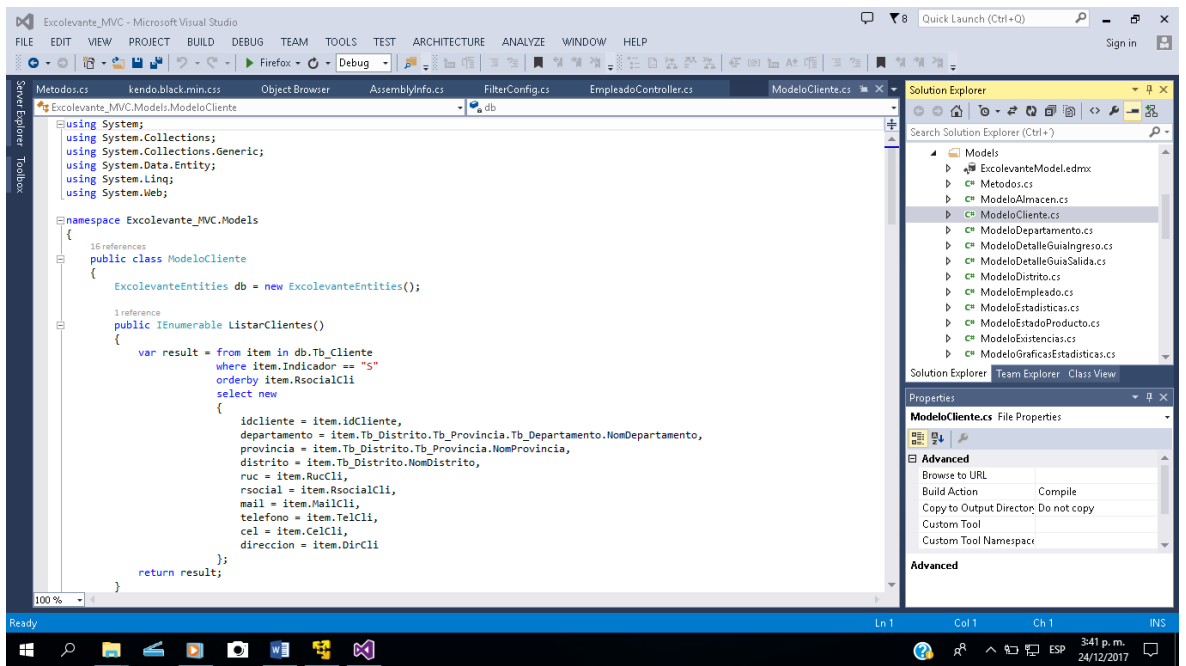 Excolevante_MVC - Microsoft Visual Studio
8
Quick Launch (Ctrl+Q)
FILE EDIT VIEW PROJECT BUILD DEBUG TEAM TOOLS TEST ARCHITECTURE ANALYZE WINDOW HELP
Sign in
Firefox Debug
Server Explorer
Toolbox
Metodos.cs kendo.black.min.css Object Browser AssemblyInfo.cs FilterConfig.cs EmpleadoController.cs ModeloCliente.cs
Excolevante_MVC.Models.ModeloCliente db
using System;
using System.Collections;
using System.Collections.Generic;
using System.Data.Entity;
using System.Linq;
using System.Web;
namespace Excolevante_MVC.Models
{
16 references
public class ModeloCliente
{
ExcolevanteEntities db = new ExcolevanteEntities();
1 reference
public IEnumerable ListarClientes()
{
var result = from item in db.Tb_Cliente
where item.Indicador == "S"
orderby item.RsocialCli
select new
{
idcliente = item.idCliente,
departamento = item.Tb_Distrito.Tb_Provincia.Tb_Departamento.NomDepartamento,
provincia = item.Tb_Distrito.Tb_Provincia.NomProvincia,
distrito = item.Tb_Distrito.NomDistrito,
ruc = item.RucCli,
rsocial = item.RsocialCli,
mail = item.MailCli,
telefono = item.TelCli,
cel = item.CelCli,
direccion = item.DirCli
};
return result;
}
100 %
Solution Explorer
Search Solution Explorer (Ctrl+´)
Models
ExcolevanteModel.edmx
C# Metodos.cs
C# ModeloAlmacen.cs
C# ModeloCliente.cs
C# ModeloDepartamento.cs
C# ModeloDetalleGuiaIngreso.cs
C# ModeloDetalleGuiaSalida.cs
C# ModeloDistrito.cs
C# ModeloEmpleado.cs
C# ModeloEstadisticas.cs
C# ModeloEstadoProducto.cs
C# ModeloExistencias.cs
C# ModeloGraficasEstadisticas.cs
Solution Explorer Team Explorer Class View
Properties
ModeloCliente.cs File Properties
Advanced
Browse to URL
Build Action Compile
Copy to Output Directory Do not copy
Custom Tool
Custom Tool Namespace
Advanced
Ready Ln 1 Col 1 Ch 1 INS
ESP
3:41 p. m.
24/12/2017